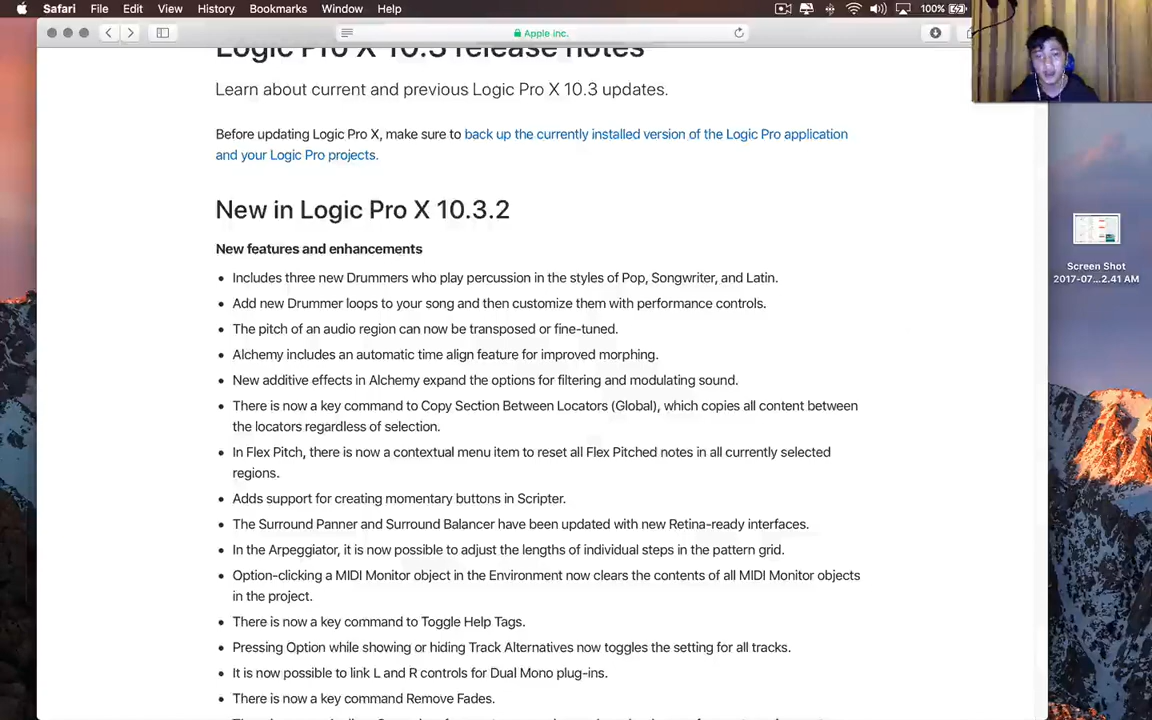 Safari File Edit View History Bookmarks Window Help
100%
Apple Inc.
Logic Pro X 10.3 release notes
Learn about current and previous Logic Pro X 10.3 updates.
Before updating Logic Pro X, make sure to back up the currently installed version of the Logic Pro application
and your Logic Pro projects.
New in Logic Pro X 10.3.2
New features and enhancements
• Includes three new Drummers who play percussion in the styles of Pop, Songwriter, and Latin.
• Add new Drummer loops to your song and then customize them with performance controls.
• The pitch of an audio region can now be transposed or fine-tuned.
• Alchemy includes an automatic time align feature for improved morphing.
• New additive effects in Alchemy expand the options for filtering and modulating sound.
• There is now a key command to Copy Section Between Locators (Global), which copies all content between
the locators regardless of selection.
• In Flex Pitch, there is now a contextual menu item to reset all Flex Pitched notes in all currently selected
regions.
• Adds support for creating momentary buttons in Scripter.
• The Surround Panner and Surround Balancer have been updated with new Retina-ready interfaces.
• In the Arpeggiator, it is now possible to adjust the lengths of individual steps in the pattern grid.
• Option-clicking a MIDI Monitor object in the Environment now clears the contents of all MIDI Monitor objects
in the project.
• There is now a key command to Toggle Help Tags.
• Pressing Option while showing or hiding Track Alternatives now toggles the setting for all tracks.
• It is now possible to link L and R controls for Dual Mono plug-ins.
• There is now a key command Remove Fades.
Screen Shot
2017-07...2.41 AM